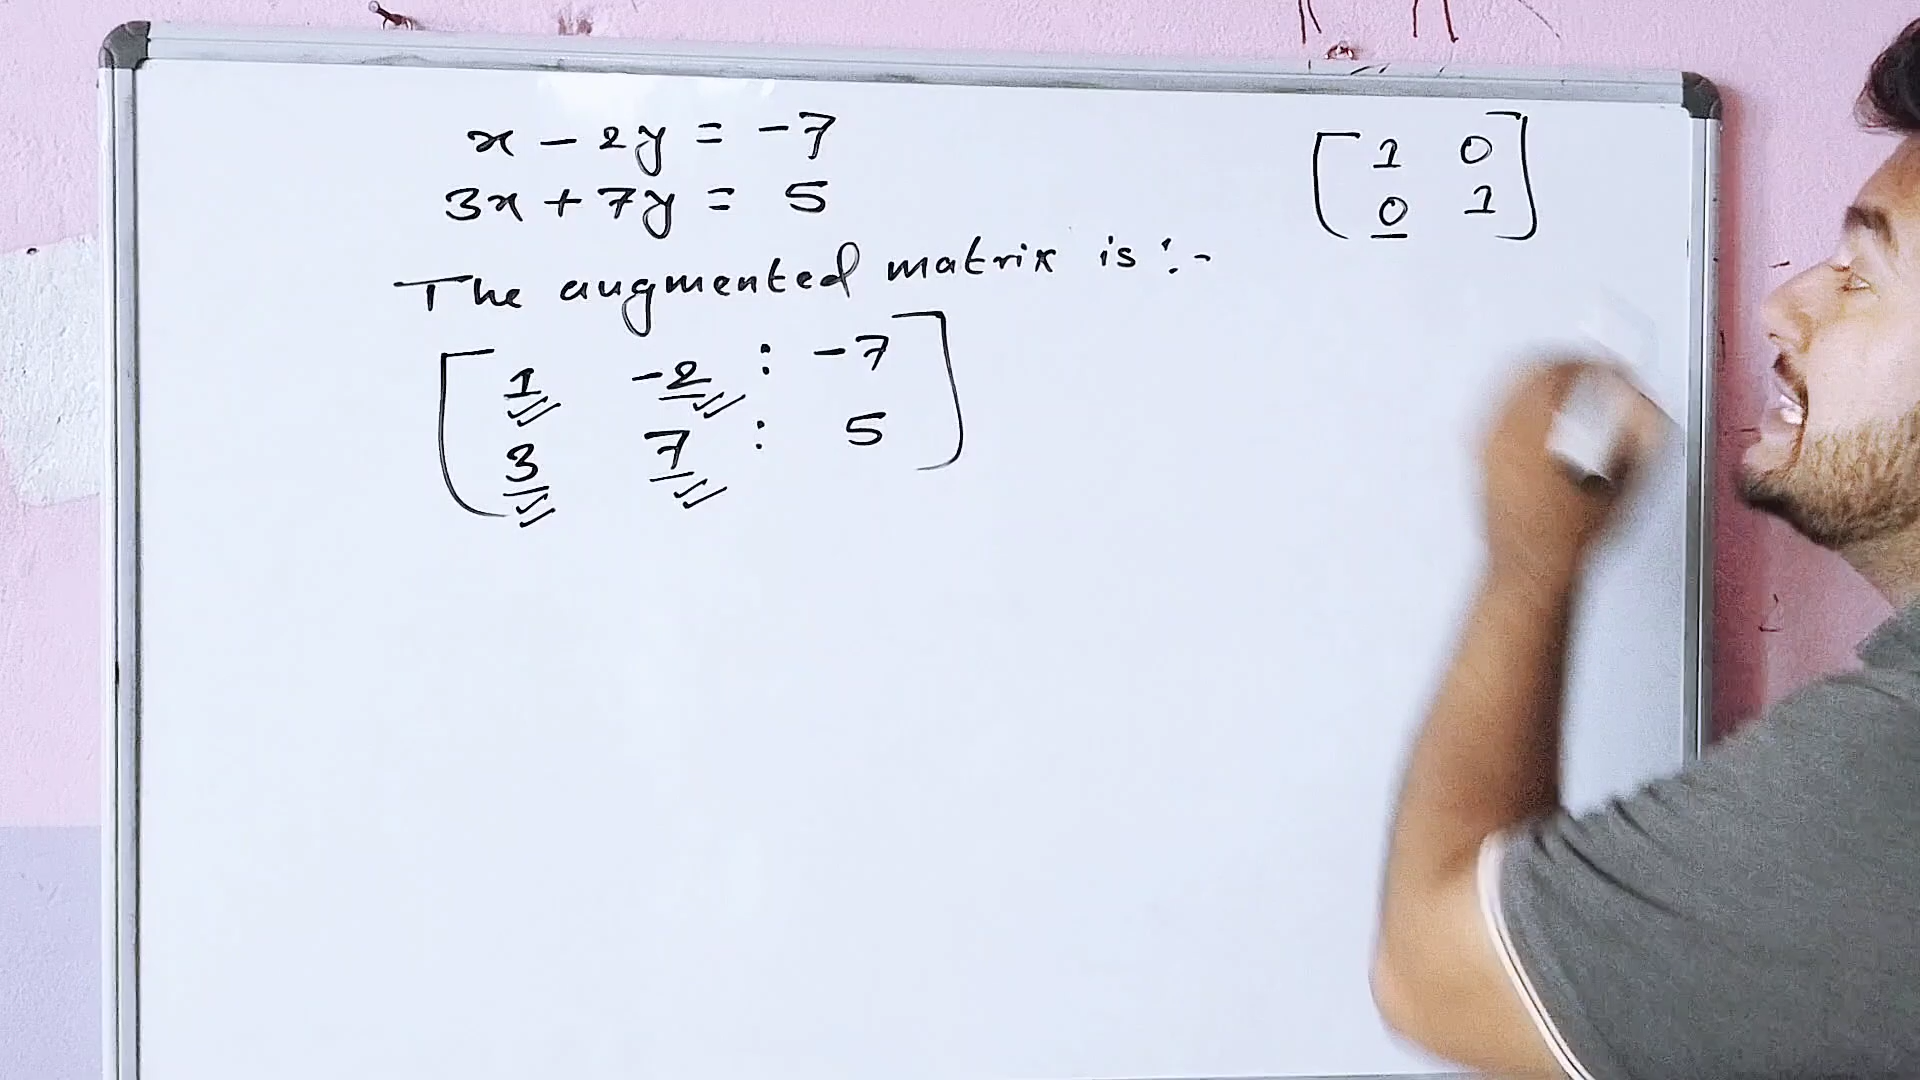 x - 2y = -7
3x + 7y = 5
The augmented matrix is :-
1 -2 : -7
3 7 : 5
1 0
0 1